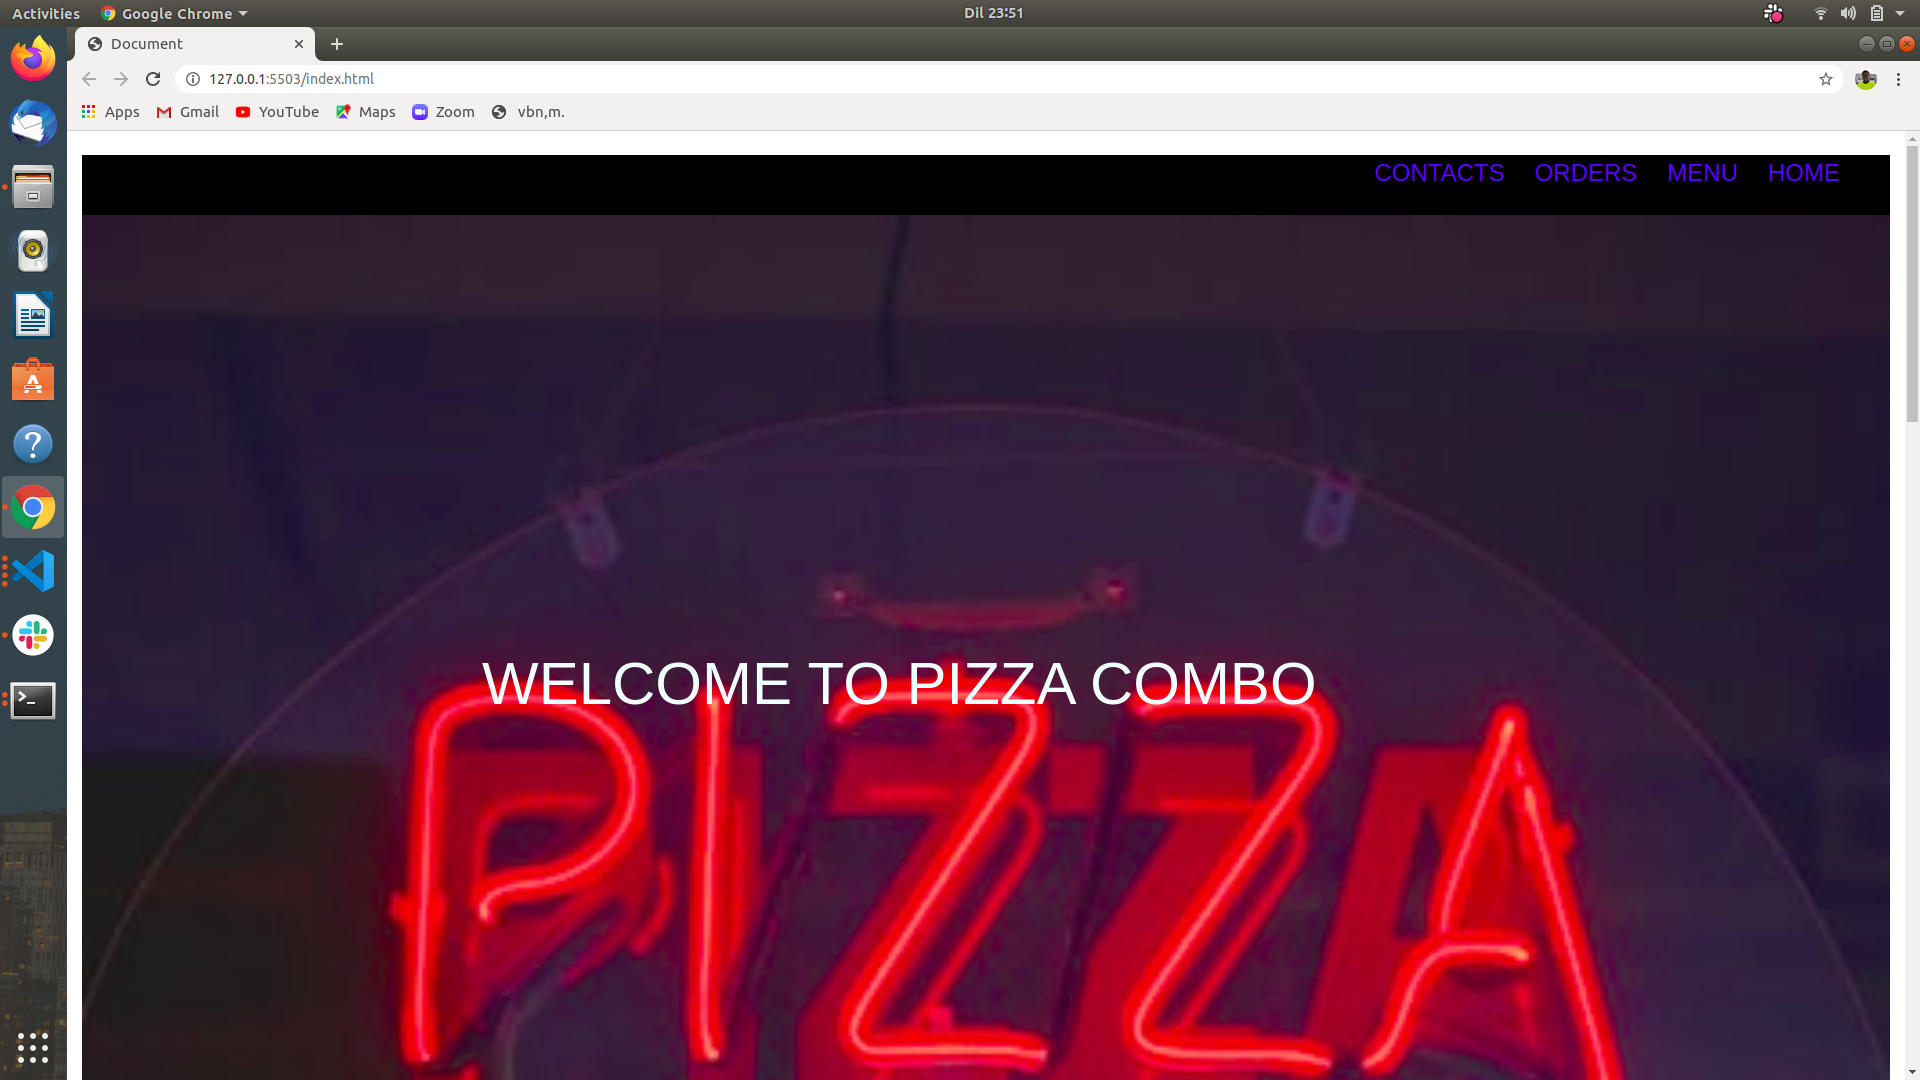 Activities Google Chrome Dil 23:51
Document
127.0.0.1:5503/index.html
Apps Gmail YouTube Maps Zoom vbn,m.
CONTACTS ORDERS MENU HOME
WELCOME TO PIZZA COMBO
PIZZA